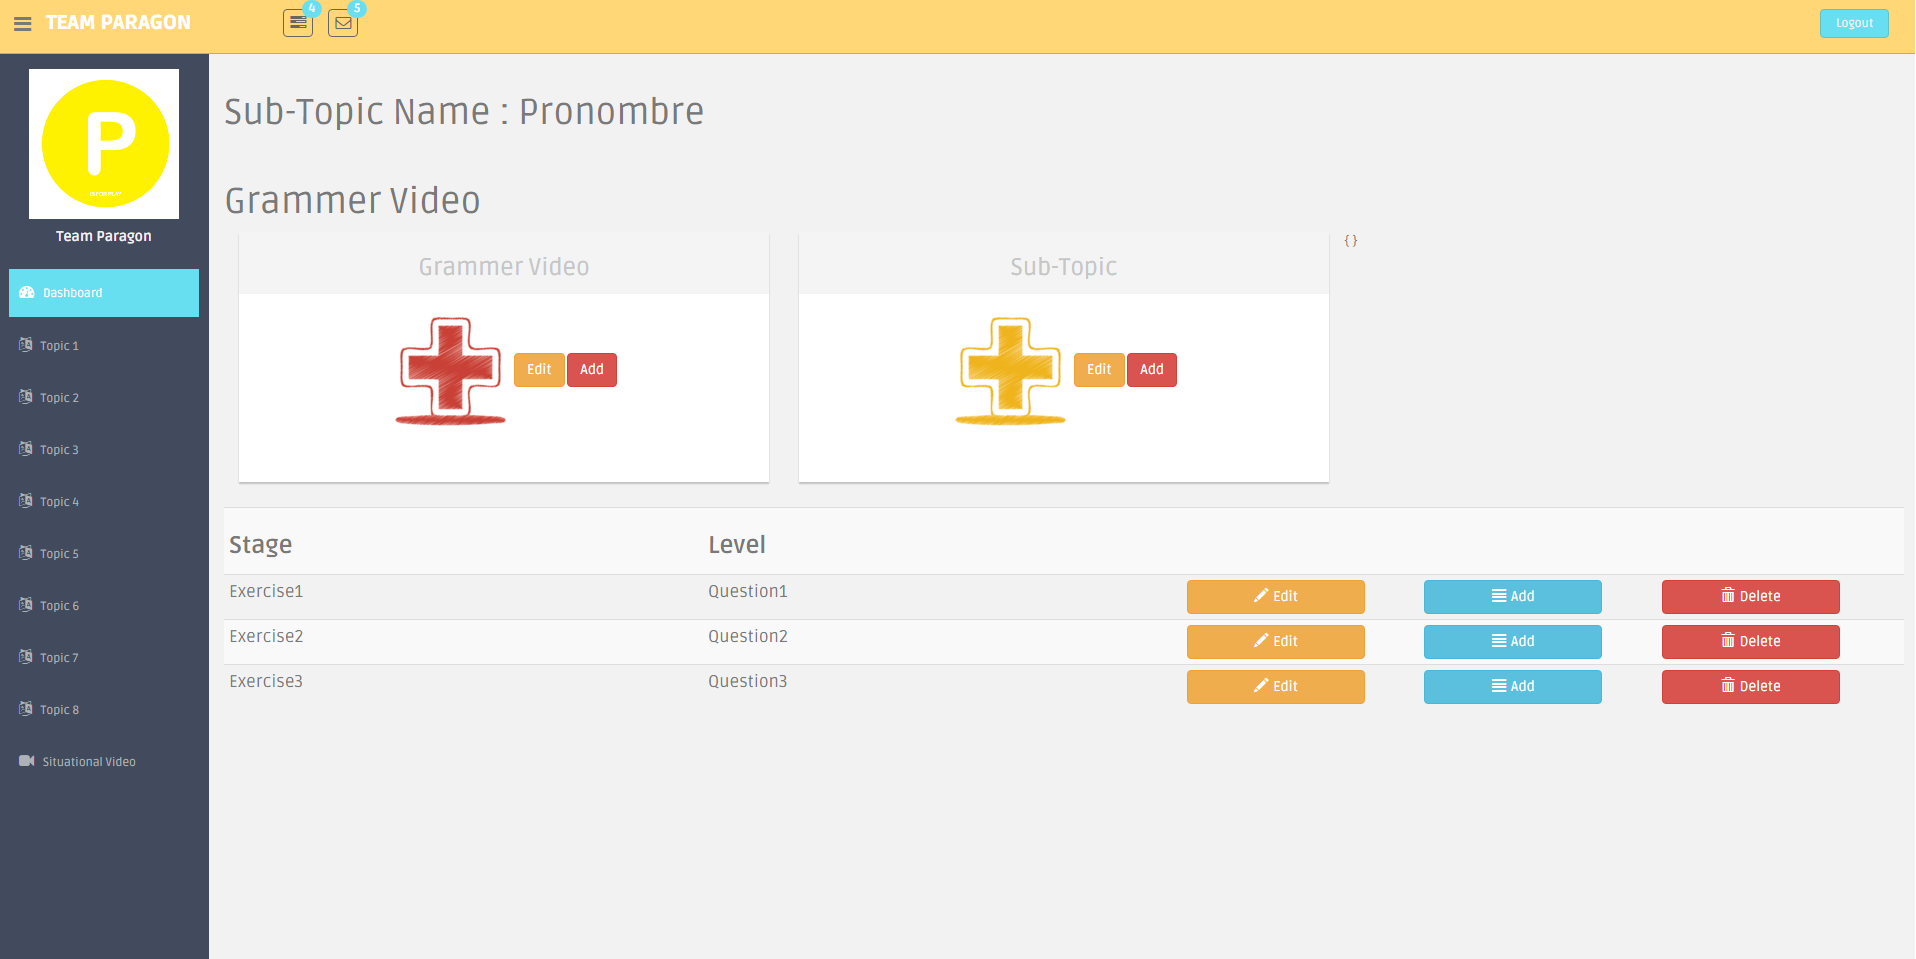 TEAM PARAGON
4
5
Logout
P
Team Paragon
Dashboard
Topic 1
Topic 2
Topic 3
Topic 4
Topic 5
Topic 6
Topic 7
Topic 8
Situational Video
Sub-Topic Name : Pronombre
Grammer Video
Grammer Video
Edit Add
Sub-Topic
Edit Add
{ }
Stage Level
Exercise1 Question1 Edit Add Delete
Exercise2 Question2 Edit Add Delete
Exercise3 Question3 Edit Add Delete